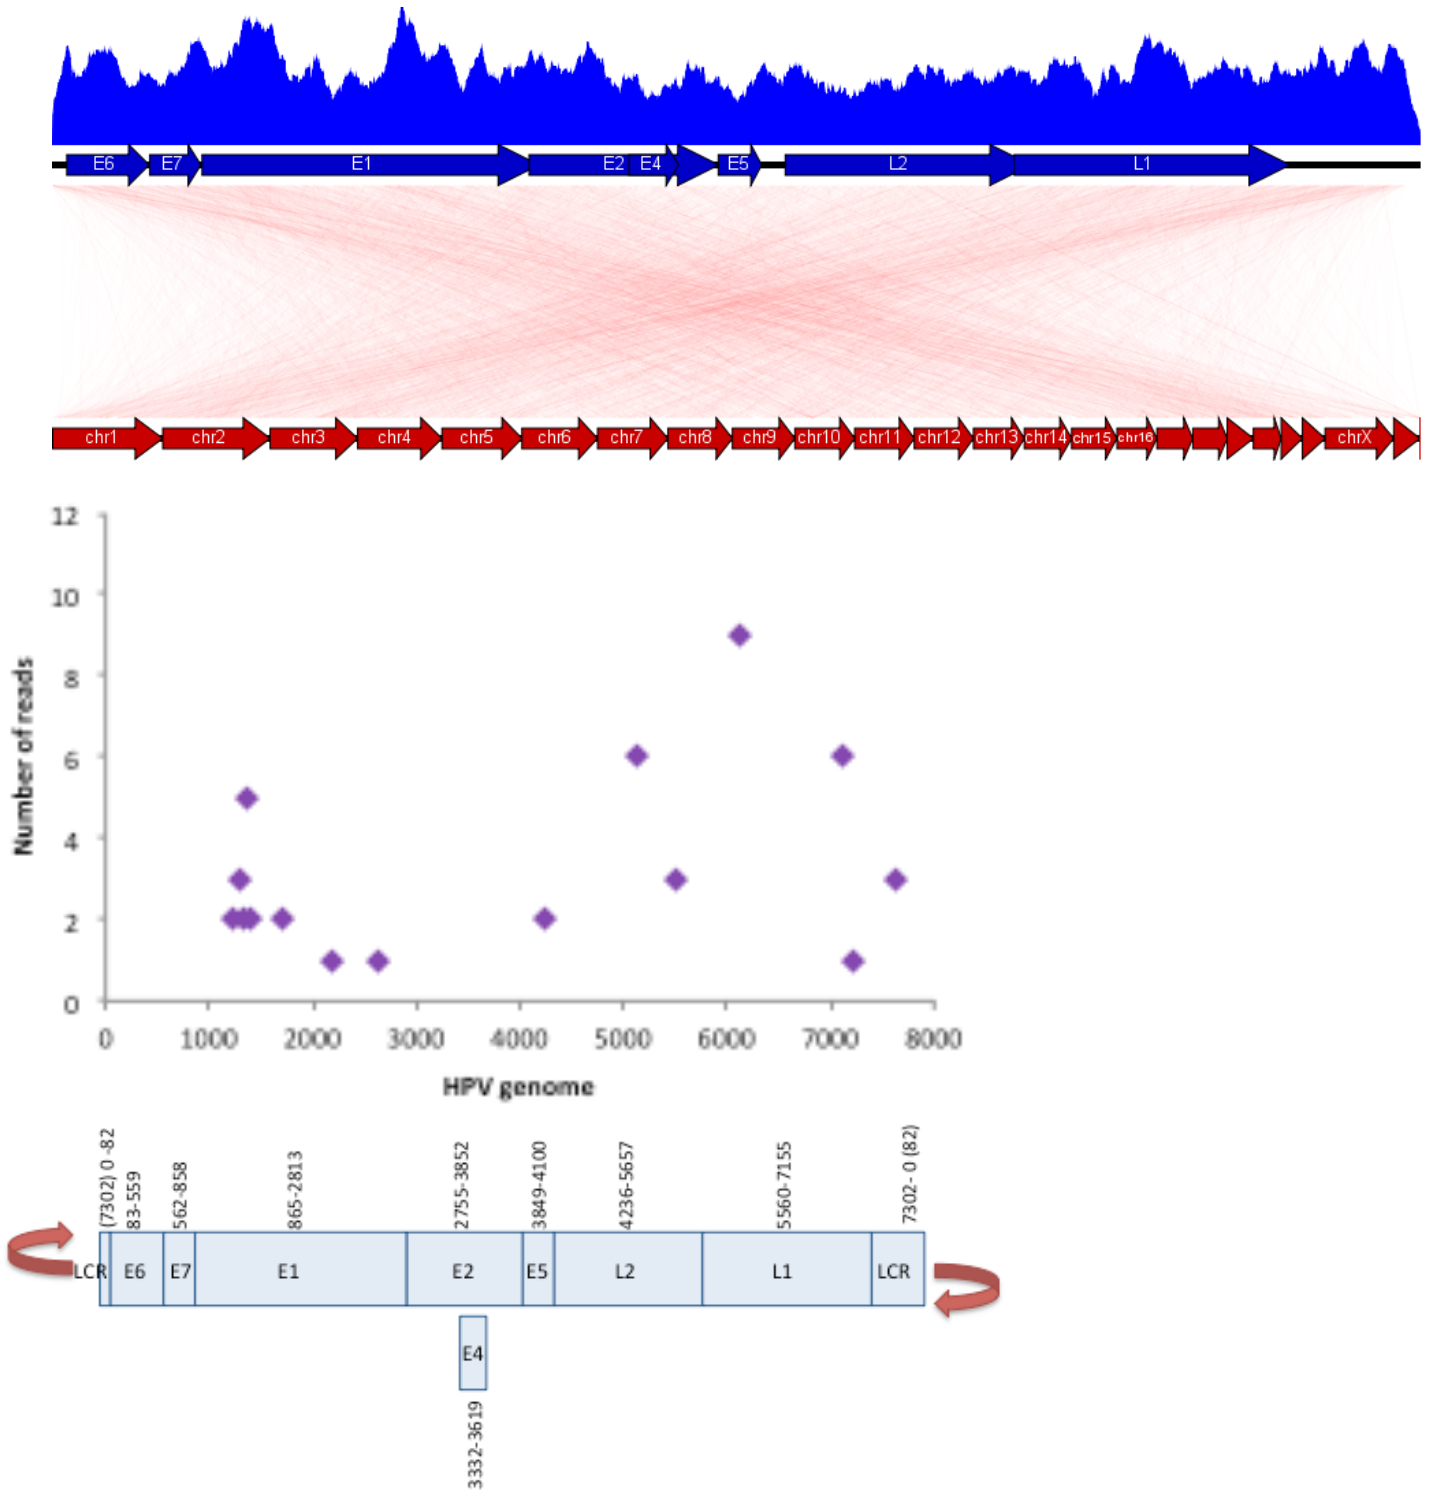 E6 E7 E1 E2 E4 E5 L2 L1
chr1 chr2 chr3 chr4 chr5 chr6 chr7 chr8 chr9 chr10 chr11 chr12 chr13 chr14 chr15 chr16 chrX
12
10
8
6
4
2
0
Number of reads
0 1000 2000 3000 4000 5000 6000 7000 8000
HPV genome
(7302) 0 -82
83-559
562-858
865-2813
2755-3852
3849-4100
4236-5657
5560-7155
7302- 0 (82)
LCR E6 E7 E1 E2 E5 L2 L1 LCR
E4
3332-3619